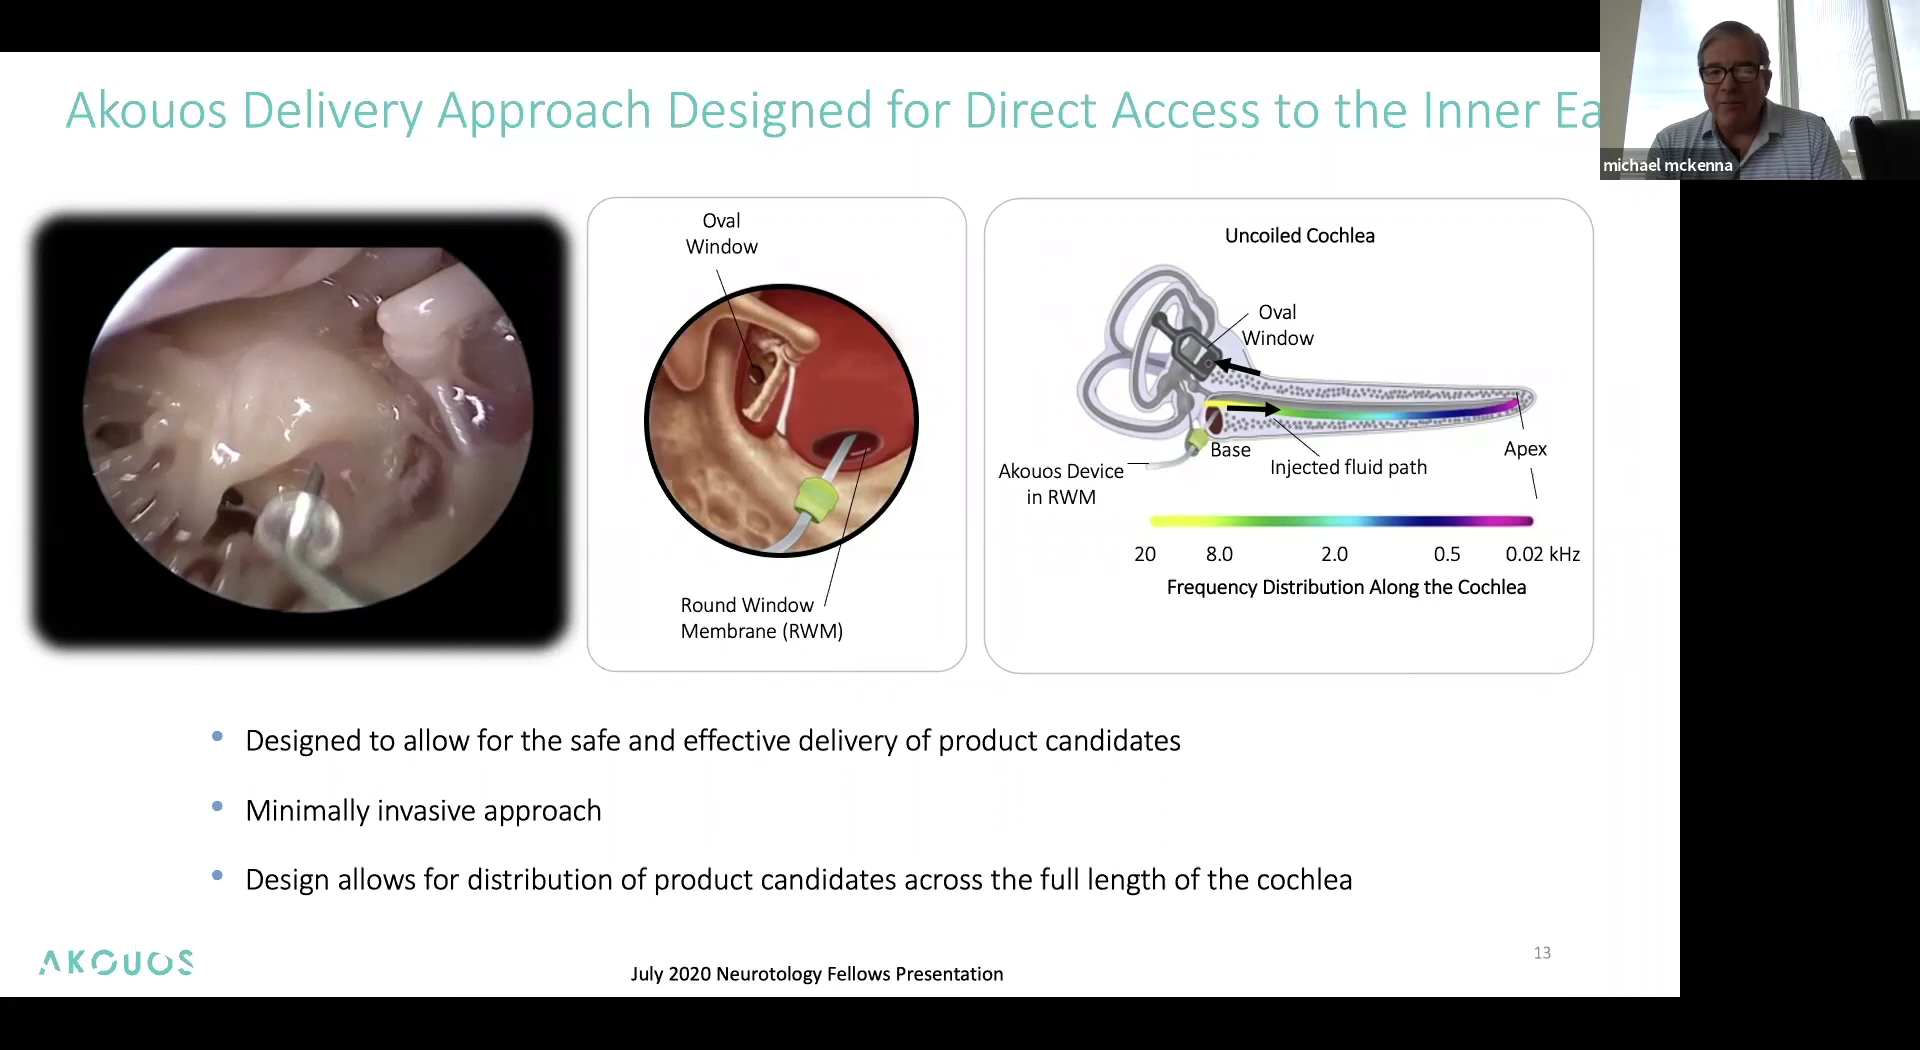 Akouos Delivery Approach Designed for Direct Access to the Inner Ea
michael mckenna
Oval
Window
Round Window
Membrane (RWM)
Uncoiled Cochlea
Oval
Window
Base
Apex
Injected fluid path
Akouos Device
in RWM
20 8.0 2.0 0.5 0.02 kHz
Frequency Distribution Along the Cochlea
• Designed to allow for the safe and effective delivery of product candidates
• Minimally invasive approach
• Design allows for distribution of product candidates across the full length of the cochlea
AKOUOS
July 2020 Neurotology Fellows Presentation
13